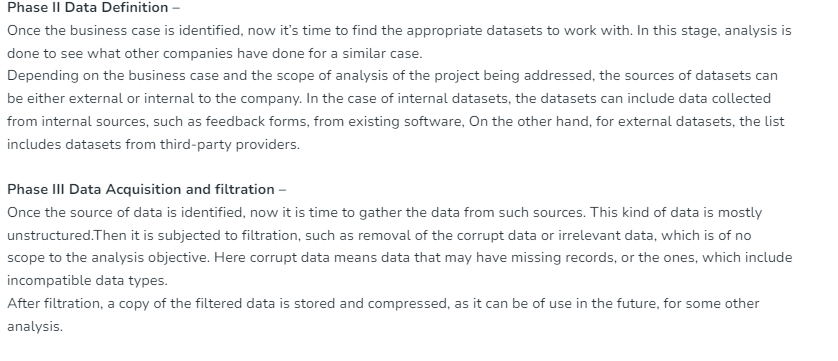 Phase II Data Definition –
Once the business case is identified, now it's time to find the appropriate datasets to work with. In this stage, analysis is
done to see what other companies have done for a similar case.
Depending on the business case and the scope of analysis of the project being addressed, the sources of datasets can
be either external or internal to the company. In the case of internal datasets, the datasets can include data collected
from internal sources, such as feedback forms, from existing software, On the other hand, for external datasets, the list
includes datasets from third-party providers.
Phase III Data Acquisition and filtration –
Once the source of data is identified, now it is time to gather the data from such sources. This kind of data is mostly
unstructured.Then it is subjected to filtration, such as removal of the corrupt data or irrelevant data, which is of no
scope to the analysis objective. Here corrupt data means data that may have missing records, or the ones, which include
incompatible data types.
After filtration, a copy of the filtered data is stored and compressed, as it can be of use in the future, for some other
analysis.